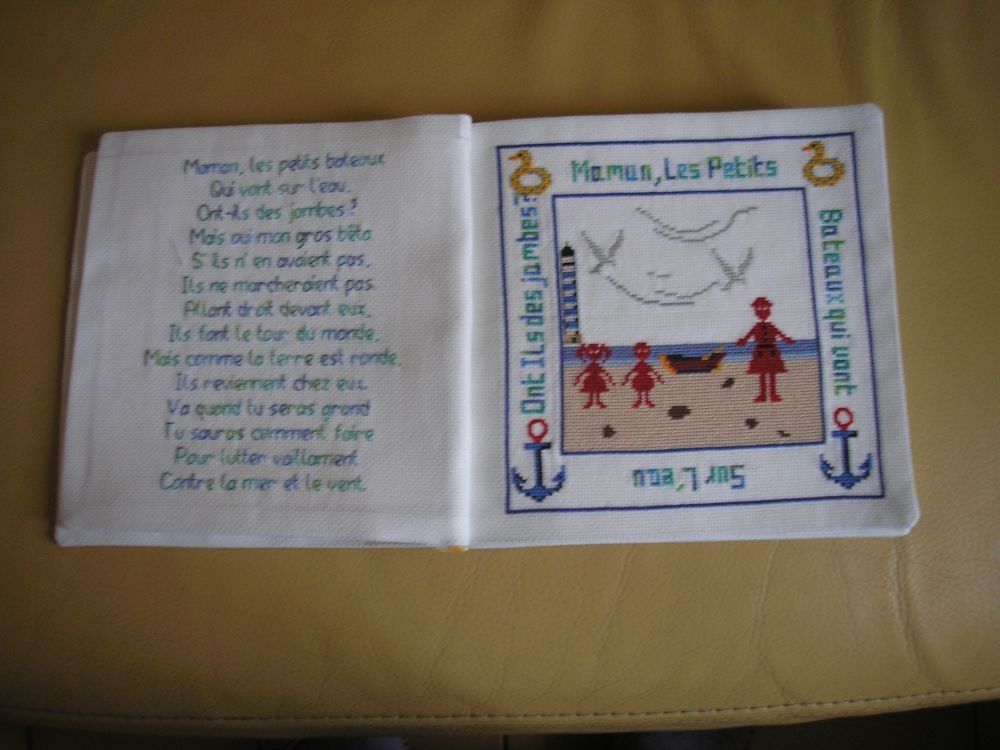 Maman, les petits bateaux
Qui vont sur l'eau.
Ont-ils des jambes?
Mais oui mon gros bêta
S'ils n'en avaient pas.
Ils ne marcheraient pas.
Allant droit devant eux,
Ils font le tour du monde.
Mais comme la terre est ronde.
Ils reviennent chez eux.
Va quand tu seras grand
Tu sauras comment faire
Pour lutter vaillament
Contre la mer et le vent.
Maman, Les Petits
Bateaux qui vont
Sur L'eau
Ont Ils des jambes?